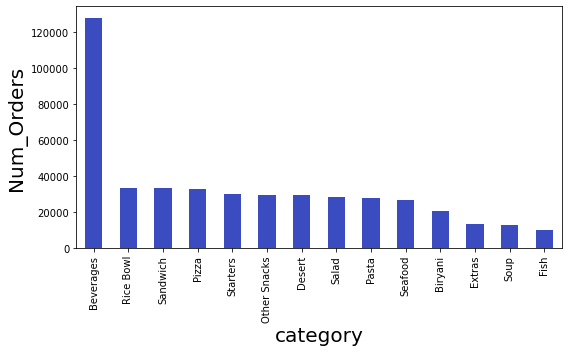 Num_Orders
120000
100000
80000
60000
40000
20000
0
Beverages
Rice Bowl
Sandwich
Pizza
Starters
Other Snacks
Desert
Salad
Pasta
Seafood
Biryani
Extras
Soup
Fish
category